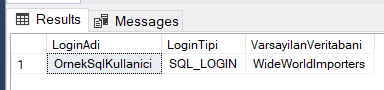 Results Messages
LoginAdi LoginTipi VarsayilanVeritabani
1 OrnekSqlKullanici SQL_LOGIN WideWorldImporters